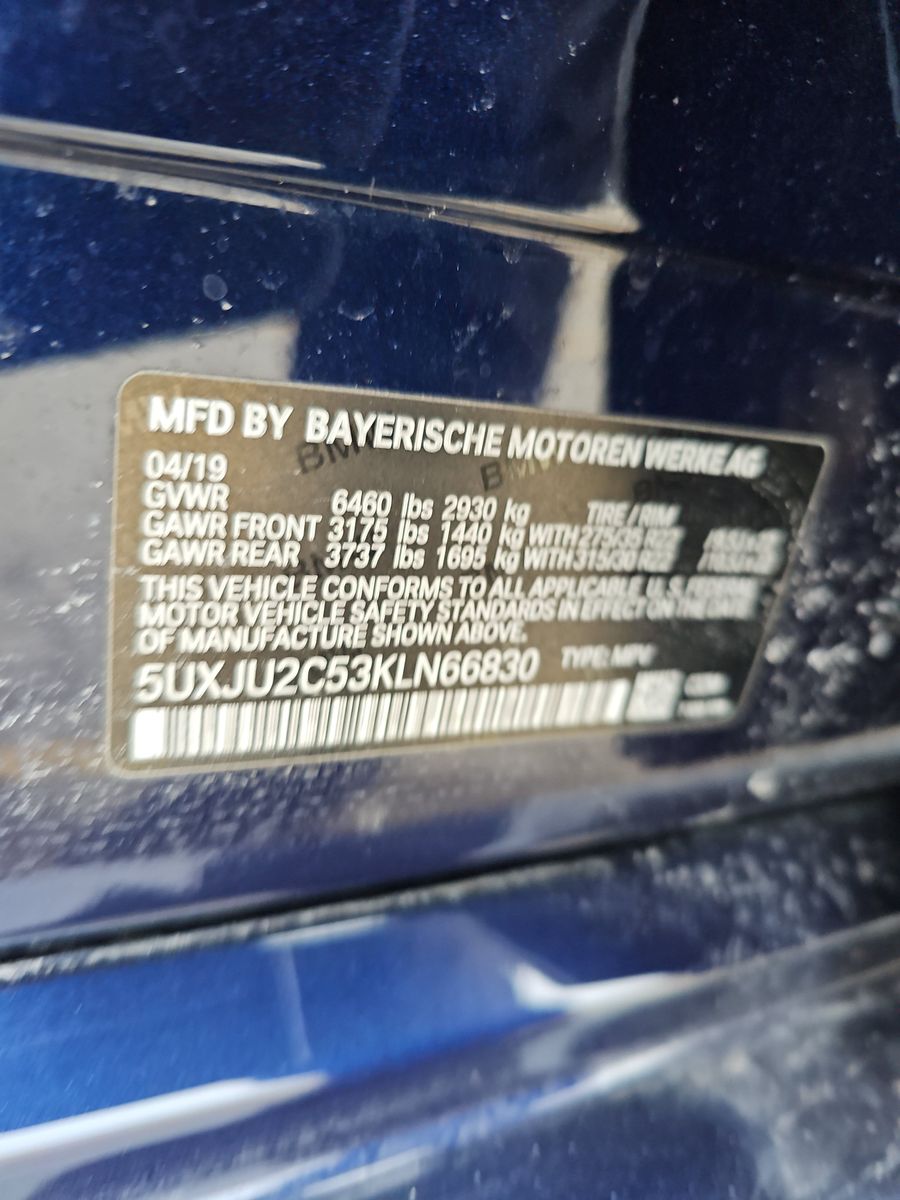 MFD BY BAYERISCHE MOTOREN WERKE AG
04/19
GVWR 6460 lbs 2930 kg TIRE / RIM
GAWR FRONT 3175 lbs 1440 kg WITH 275/35 R22
GAWR REAR 3737 lbs 1695 kg WITH 315/30 R22
THIS VEHICLE CONFORMS TO ALL APPLICABLE U.S. FEDERAL
MOTOR VEHICLE SAFETY STANDARDS IN EFFECT ON THE DATE
OF MANUFACTURE SHOWN ABOVE.
5UXJU2C53KLN66830 TYPE: MPV